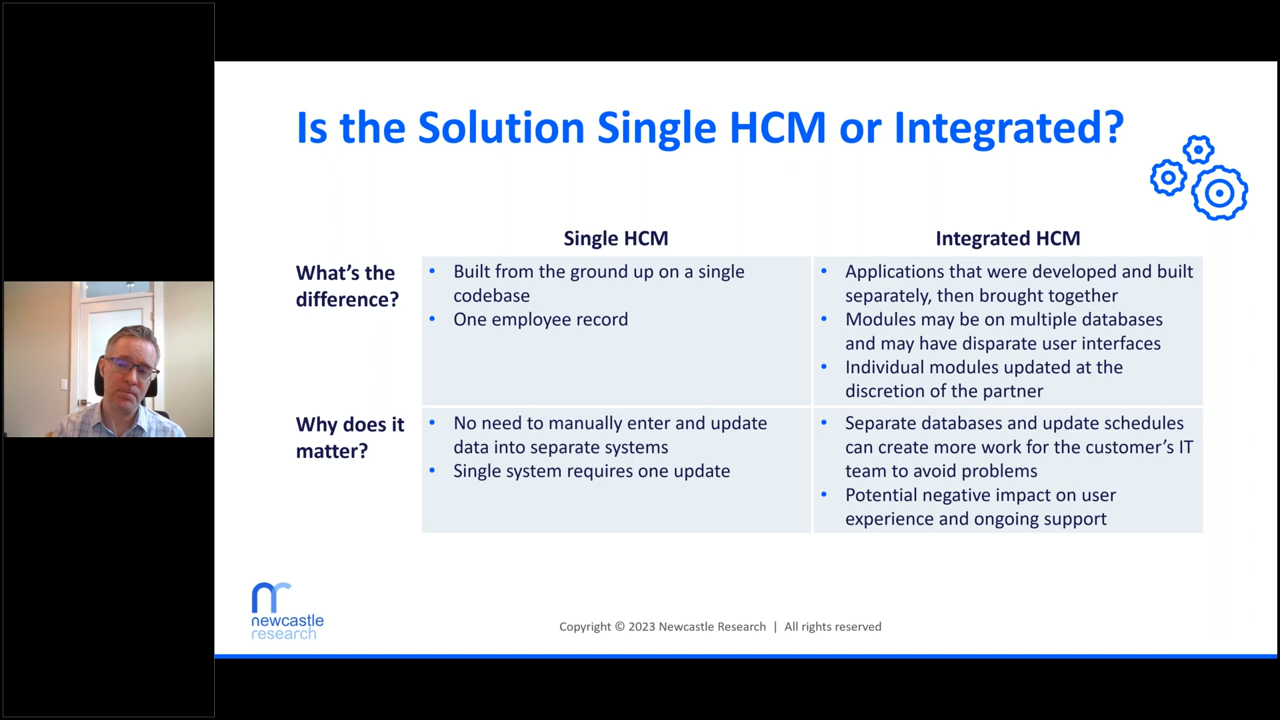 Is the Solution Single HCM or Integrated?
Single HCM
Integrated HCM
What's the
difference?
• Built from the ground up on a single
codebase
• One employee record
• Applications that were developed and built
separately, then brought together
• Modules may be on multiple databases
and may have disparate user interfaces
• Individual modules updated at the
discretion of the partner
Why does it
matter?
• No need to manually enter and update
data into separate systems
• Single system requires one update
• Separate databases and update schedules
can create more work for the customer's IT
team to avoid problems
• Potential negative impact on user
experience and ongoing support
newcastle
research
Copyright © 2023 Newcastle Research | All rights reserved